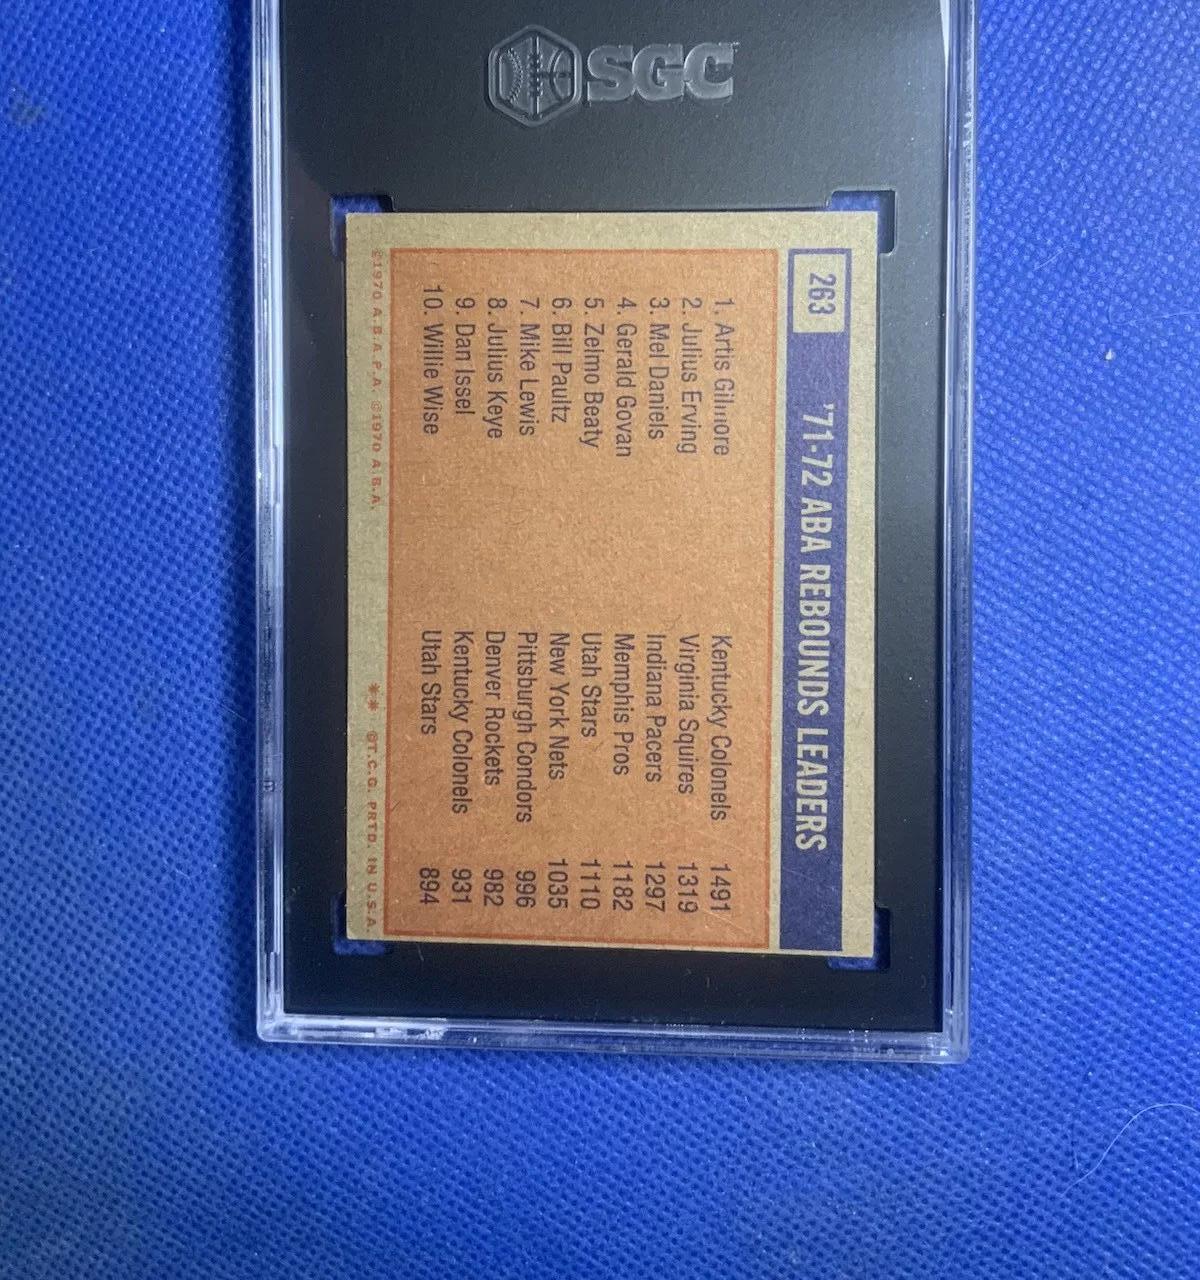 SGC
263 '71-72 ABA REBOUNDS LEADERS
1. Artis Gilmore Kentucky Colonels 1491
2. Julius Erving Virginia Squires 1319
3. Mel Daniels Indiana Pacers 1297
4. Gerald Govan Memphis Pros 1182
5. Zelmo Beaty Utah Stars 1110
6. Bill Paultz New York Nets 1035
7. Mike Lewis Pittsburgh Condors 996
8. Julius Keye Denver Rockets 982
9. Dan Issel Kentucky Colonels 931
10. Willie Wise Utah Stars 894
©1970 A.B.A.P.A. ©1970 A.B.A. ** ©T.C.G. PRTD. IN U.S.A.